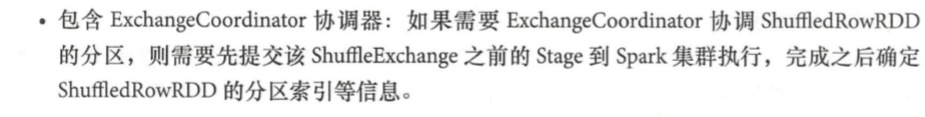 • 包含 ExchangeCoordinator 协调器：如果需要 ExchangeCoordinator 协调 ShuffledRowRDD
的分区，则需要先提交该 ShuffleExchange 之前的 Stage 到 Spark 集群执行，完成之后确定
ShuffledRowRDD 的分区索引等信息。